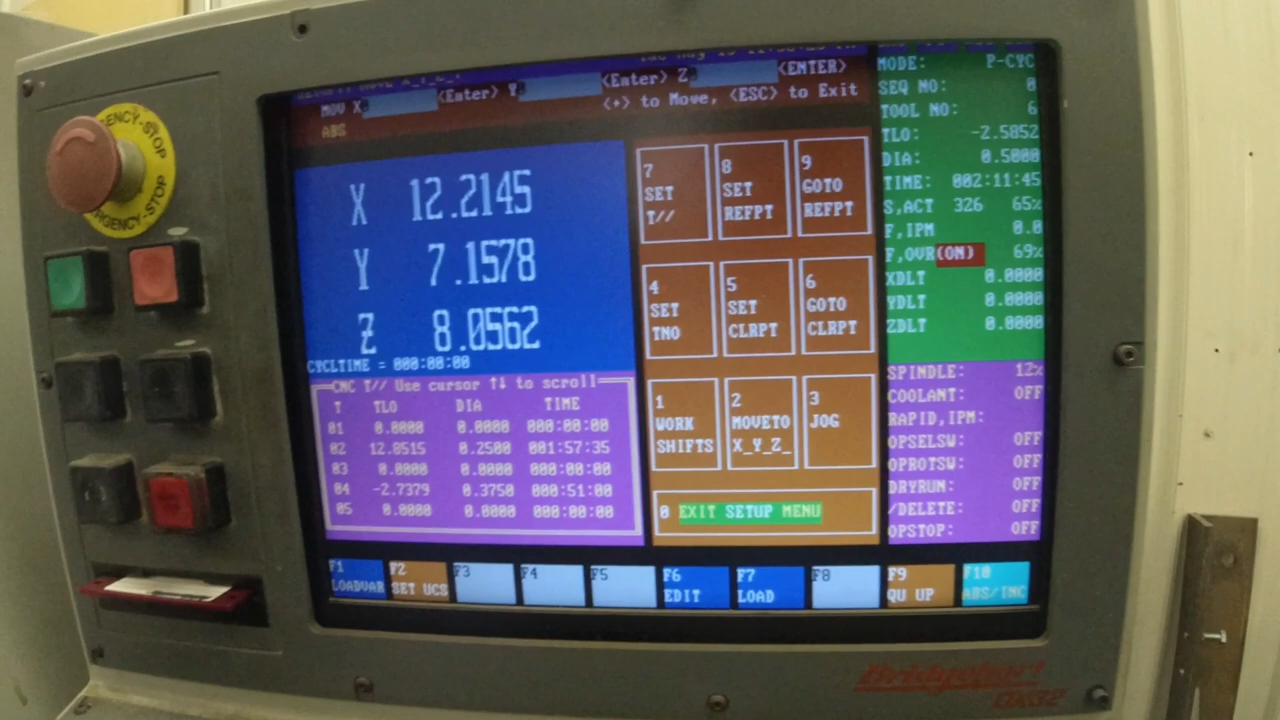 MOV X <Enter> Y <Enter> Z <ENTER>
<+> to Move, <ESC> to Exit
ABS
EMERGENCY-STOP
X 12.2145
Y 7.1578
Z 8.0562
CYCLTIME = 000:00:00
CNC T// Use cursor ↑↓ to scroll
T TLO DIA TIME
01 0.0000 0.0000 000:00:00
02 12.0515 0.2500 001:57:35
03 0.0000 0.0000 000:00:00
04 -2.7379 0.3750 000:51:00
05 0.0000 0.0000 000:00:00
7 SET T//
8 SET REFPT
9 GOTO REFPT
4 SET TNO
5 SET CLRPT
6 GOTO CLRPT
1 WORK SHIFTS
2 MOVETO X_Y_Z_
3 JOG
0 EXIT SETUP MENU
MODE: P-CYC
SEQ NO: 0
TOOL NO: 6
TLO: -2.5852
DIA: 0.5000
TIME: 002:11:45
S,ACT 326 65%
F,IPM 0.0
F,OVR(ON) 69%
XDLT 0.0000
YDLT 0.0000
ZDLT 0.0000
SPINDLE: 12%
COOLANT: OFF
RAPID,IPM:
OPSELSW: OFF
OPROTSW: OFF
DRYRUN: OFF
/DELETE: OFF
OPSTOP: OFF
F1 LOADVAR
F2 SET UCS
F3
F4
F5
F6 EDIT
F7 LOAD
F8
F9 QU UP
F10 ABS/INC
Bridgeport